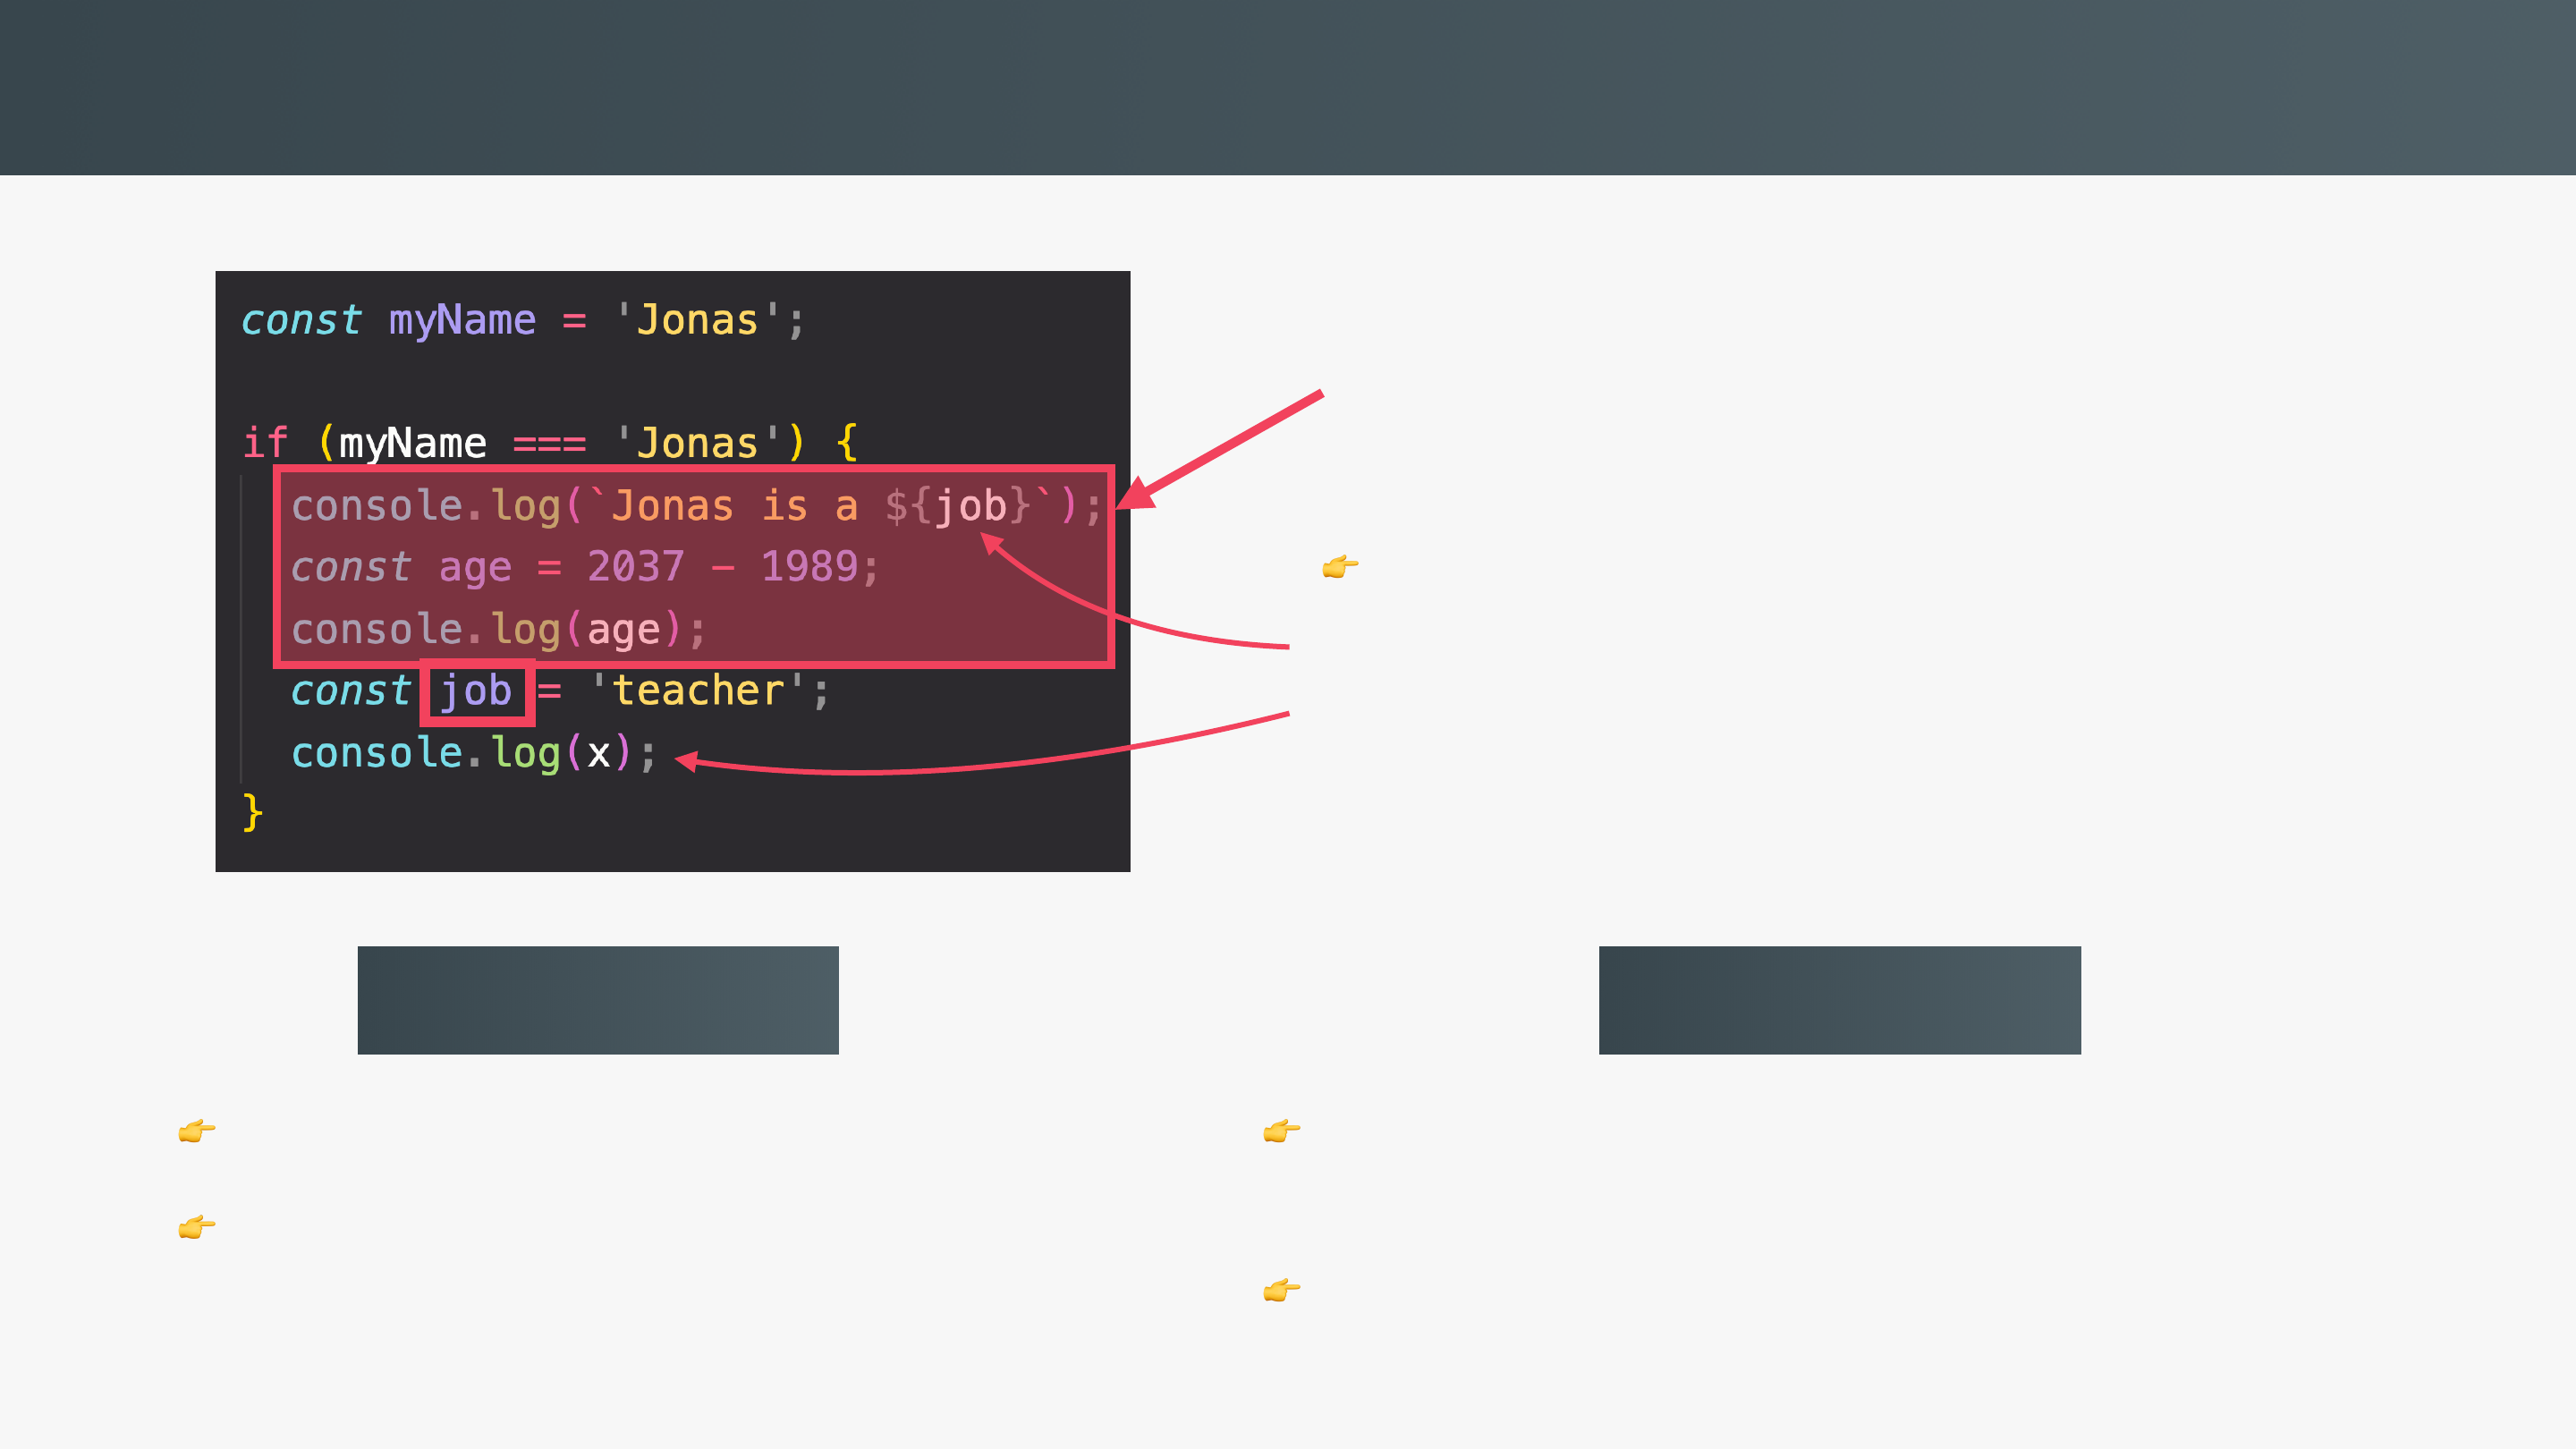 const myName = 'Jonas';
if (myName === 'Jonas') {
console.log(`Jonas is a ${job}`);
const age = 2037 - 1989;
console.log(age);
const job = 'teacher';
console.log(x);
}